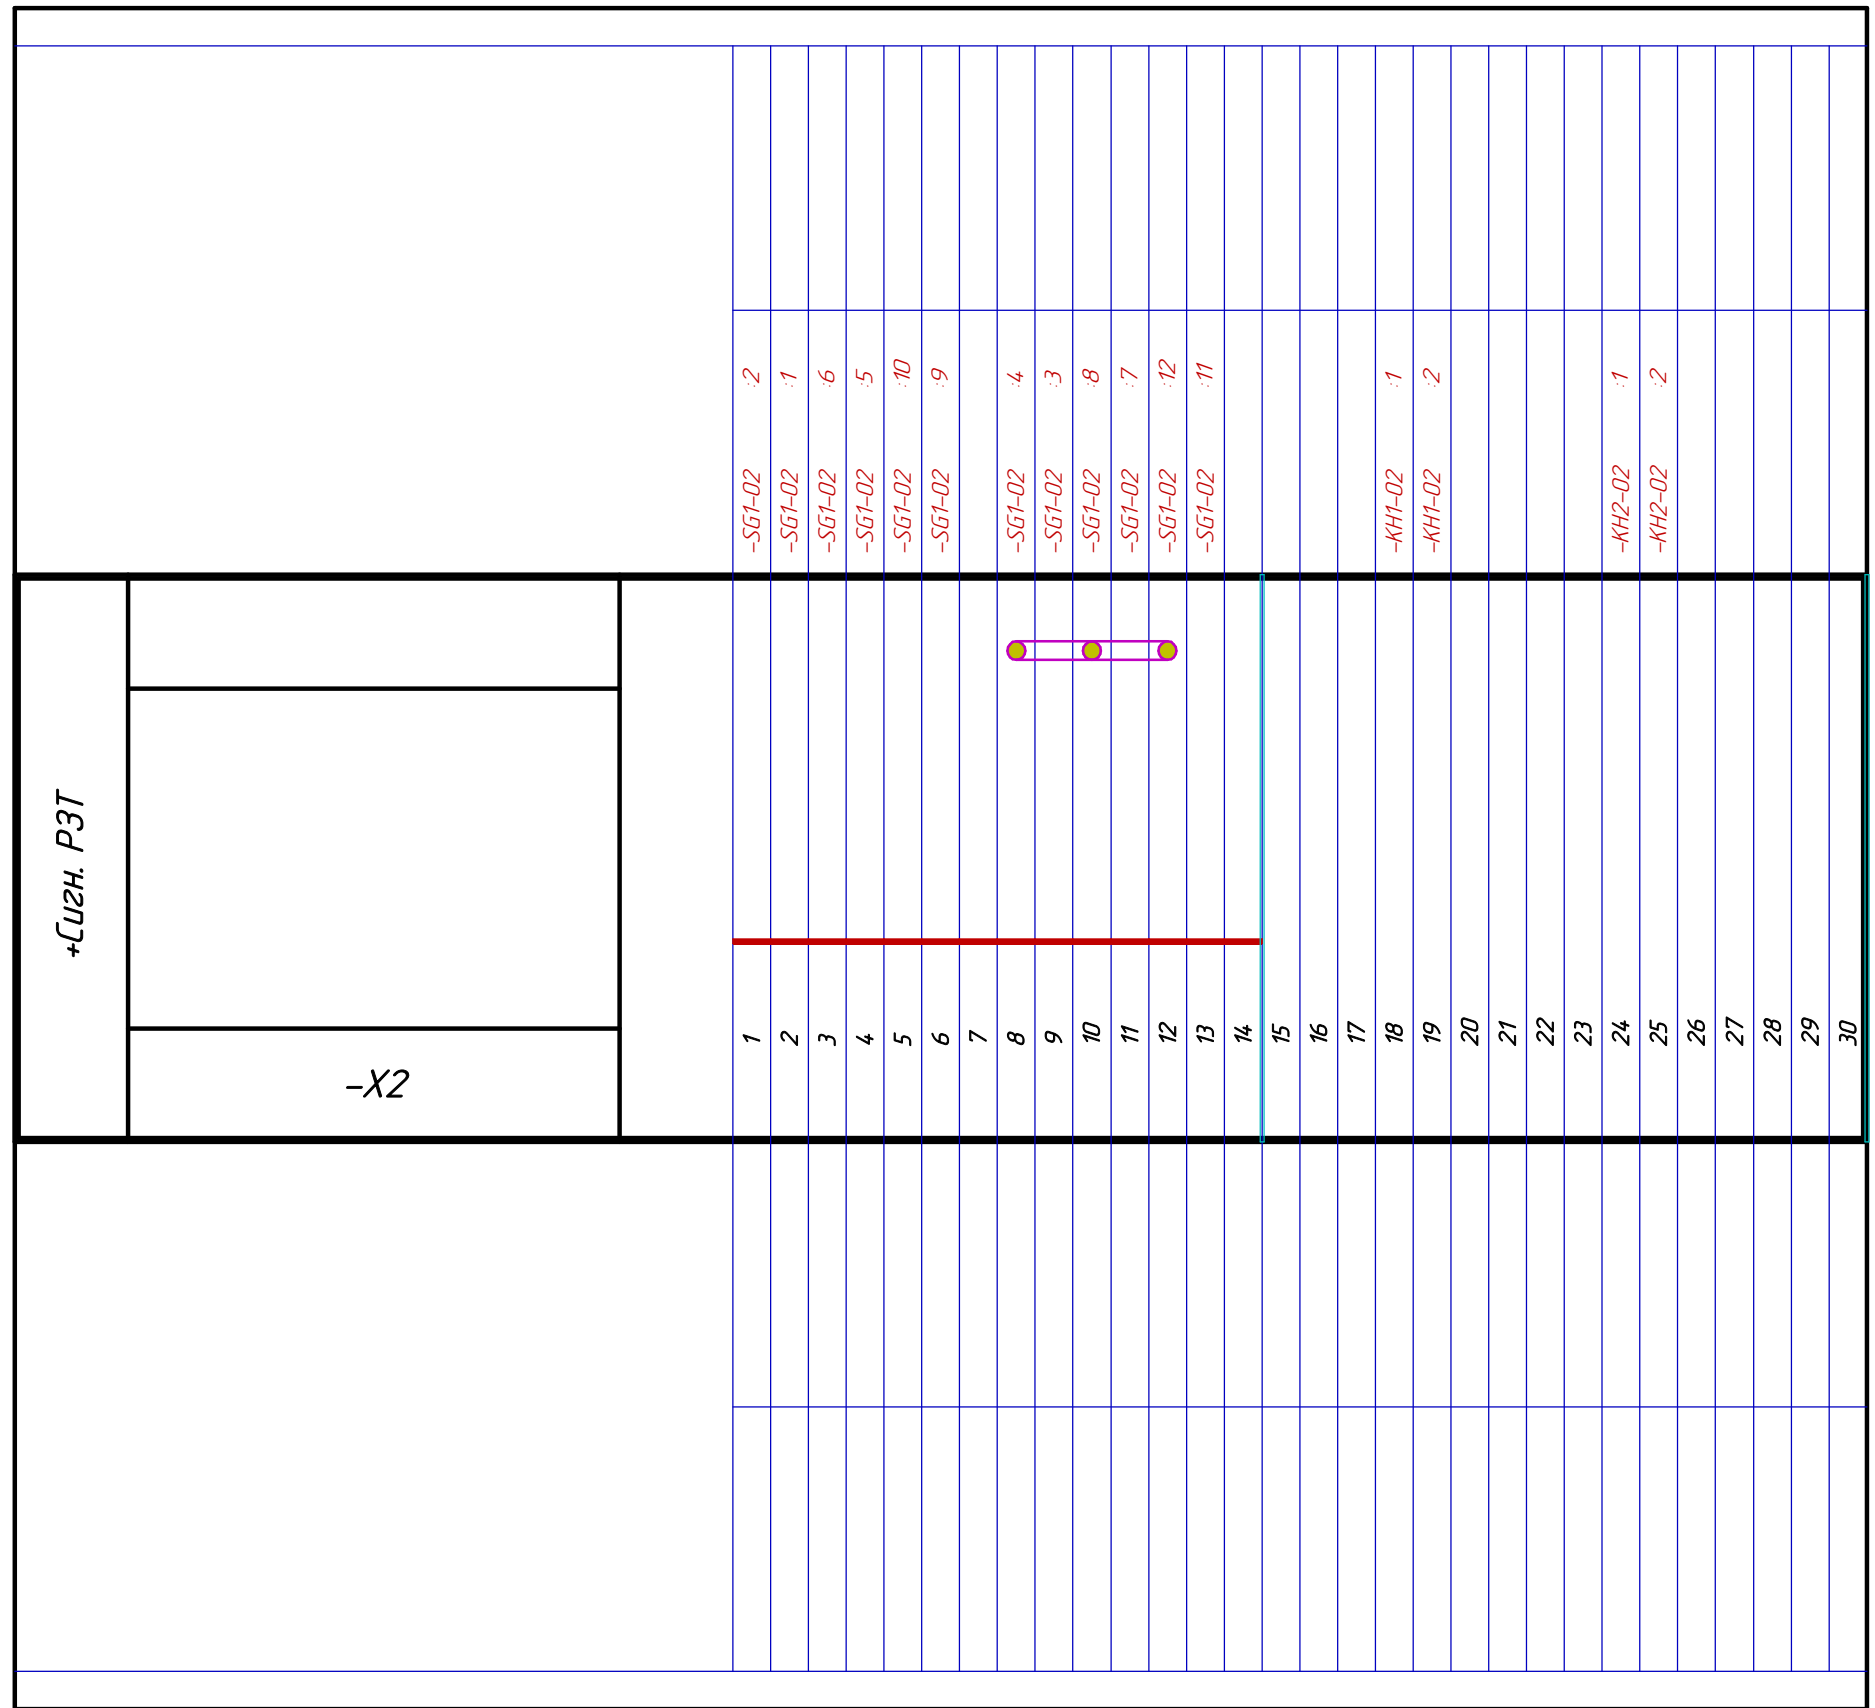 +Сигн. РЗТ
-X2
1 -SG1-02 :2
2 -SG1-02 :1
3 -SG1-02 :6
4 -SG1-02 :5
5 -SG1-02 :10
6 -SG1-02 :9
7
8 -SG1-02 :4
9 -SG1-02 :3
10 -SG1-02 :8
11 -SG1-02 :7
12 -SG1-02 :12
13 -SG1-02 :11
14
15
16
17
18 -KH1-02 :1
19 -KH1-02 :2
20
21
22
23
24 -KH2-02 :1
25 -KH2-02 :2
26
27
28
29
30